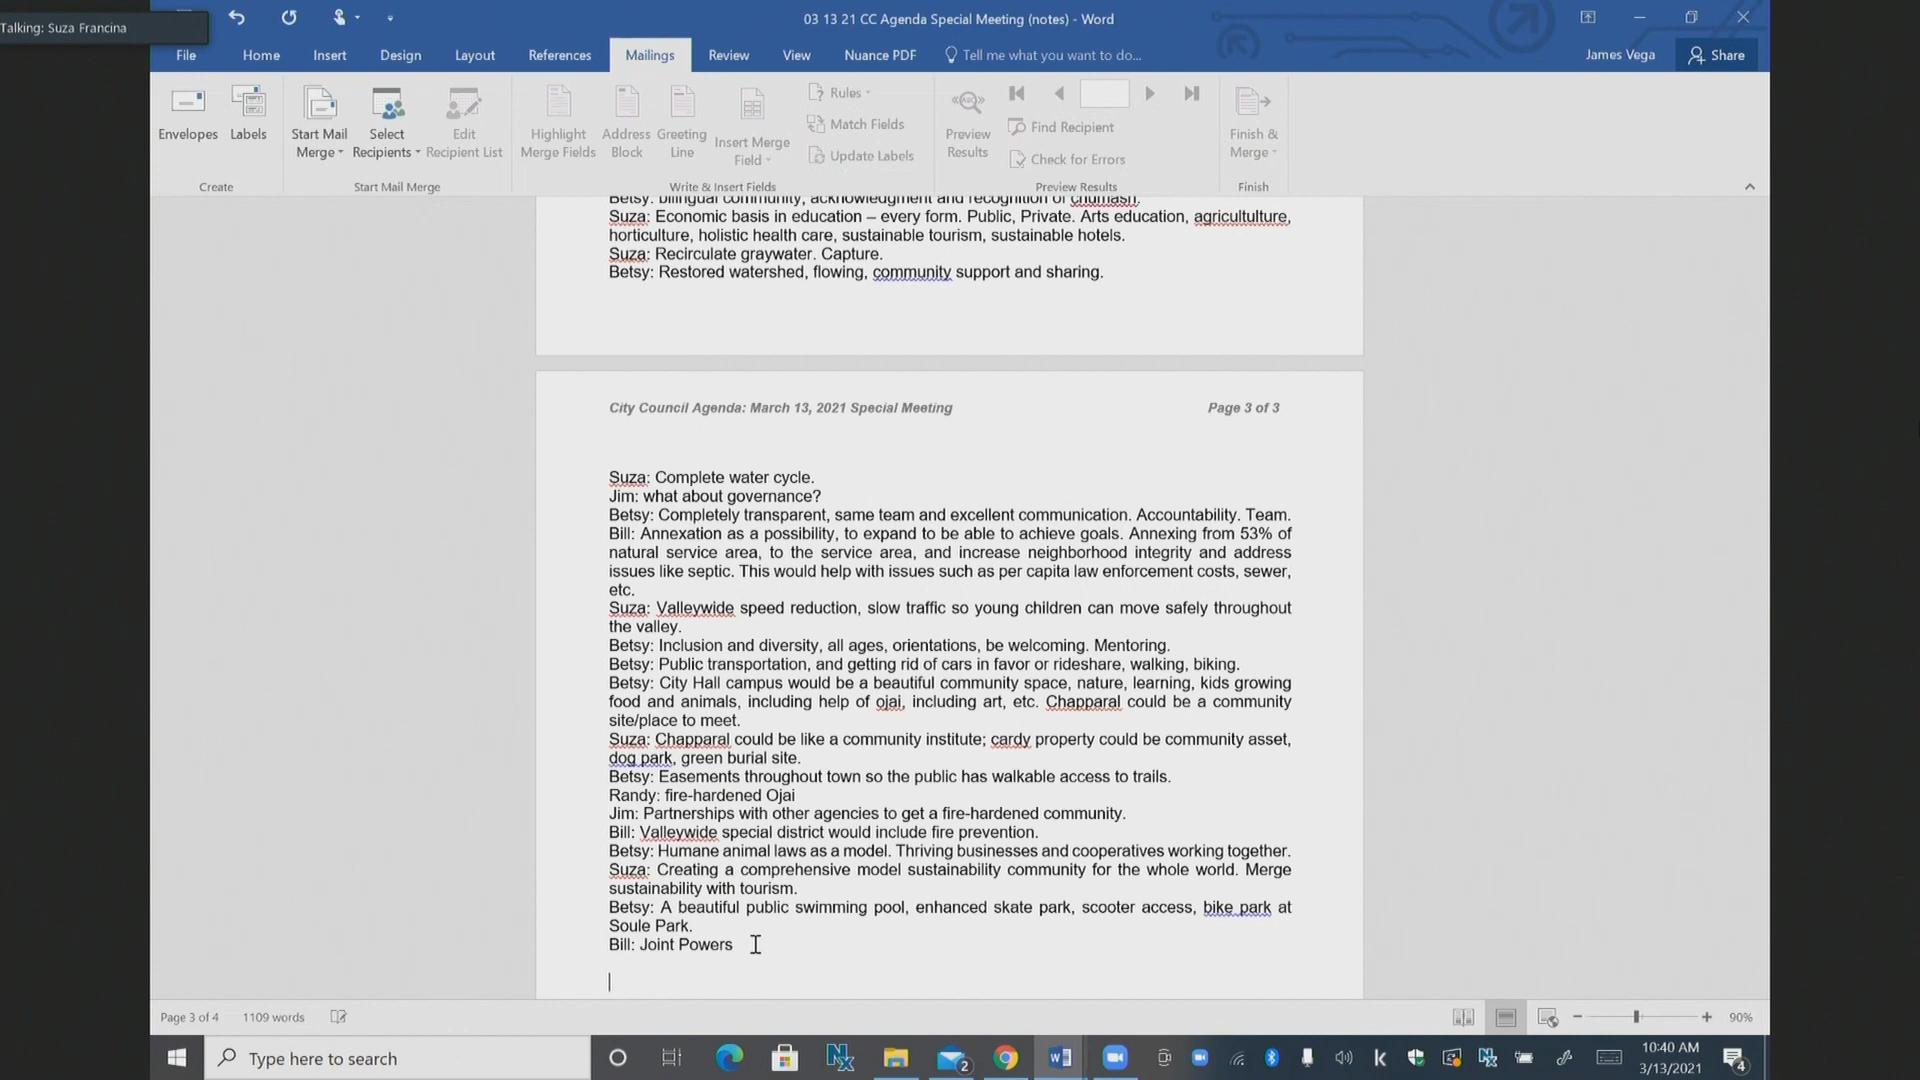 Talking: Suza Francina
03 13 21 CC Agenda Special Meeting (notes) - Word
File Home Insert Design Layout References Mailings Review View Nuance PDF Tell me what you want to do... James Vega Share
Envelopes Labels Start Mail Merge Select Recipients Edit Recipient List Highlight Merge Fields Address Block Greeting Line Insert Merge Field Rules Match Fields Update Labels Preview Results Find Recipient Check for Errors Finish & Merge
Create Start Mail Merge Write & Insert Fields Preview Results Finish
Betsy: bilingual community, acknowledgment and recognition of chumash.
Suza: Economic basis in education – every form. Public, Private. Arts education, agricultulture,
horticulture, holistic health care, sustainable tourism, sustainable hotels.
Suza: Recirculate graywater. Capture.
Betsy: Restored watershed, flowing, community support and sharing.
City Council Agenda: March 13, 2021 Special Meeting Page 3 of 3
Suza: Complete water cycle.
Jim: what about governance?
Betsy: Completely transparent, same team and excellent communication. Accountability. Team.
Bill: Annexation as a possibility, to expand to be able to achieve goals. Annexing from 53% of
natural service area, to the service area, and increase neighborhood integrity and address
issues like septic. This would help with issues such as per capita law enforcement costs, sewer,
etc.
Suza: Valleywide speed reduction, slow traffic so young children can move safely throughout
the valley.
Betsy: Inclusion and diversity, all ages, orientations, be welcoming. Mentoring.
Betsy: Public transportation, and getting rid of cars in favor or rideshare, walking, biking.
Betsy: City Hall campus would be a beautiful community space, nature, learning, kids growing
food and animals, including help of ojai, including art, etc. Chapparal could be a community
site/place to meet.
Suza: Chapparal could be like a community institute; cardy property could be community asset,
dog park, green burial site.
Betsy: Easements throughout town so the public has walkable access to trails.
Randy: fire-hardened Ojai
Jim: Partnerships with other agencies to get a fire-hardened community.
Bill: Valleywide special district would include fire prevention.
Betsy: Humane animal laws as a model. Thriving businesses and cooperatives working together.
Suza: Creating a comprehensive model sustainability community for the whole world. Merge
sustainability with tourism.
Betsy: A beautiful public swimming pool, enhanced skate park, scooter access, bike park at
Soule Park.
Bill: Joint Powers
Page 3 of 4 1109 words 90%
Type here to search 2 10:40 AM
3/13/2021 4